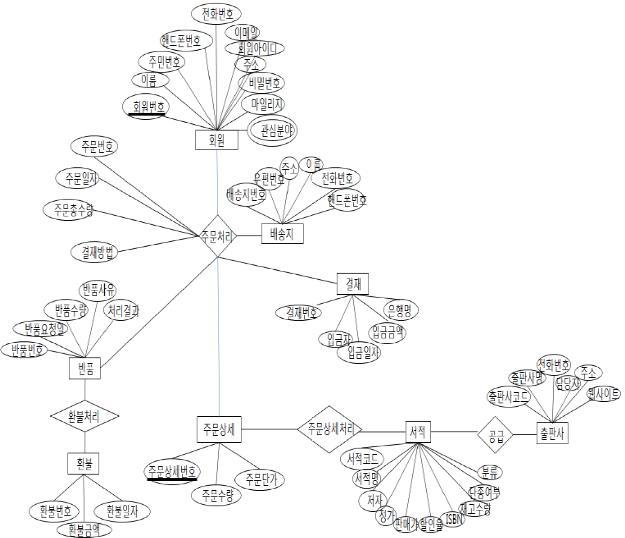 전화번호
이메일
핸드폰번호
회원아이디
주민번호
주소
이름
비밀번호
회원번호
마일리지
관심분야
회원
주문번호
주문일자
주문총수량
결재방법
주문처리
이름
주소
우편번호
전화번호
배송지번호
핸드폰번호
배송지
결재
결재번호
은행명
입금자
입금금액
입금일자
반품사유
반품수량
처리결과
반품요청일
반품번호
반품
환불처리
환불
환불번호
환불일자
환불금액
주문상세
주문상세번호
주문단가
주문수량
주문상세처리
서적
서적코드
서적명
저자
정가
판매가
할인율
ISBN
재고수량
단종여부
분류
공급
출판사
전화번호
주소
출판사명
담당자
출판사코드
웹사이트